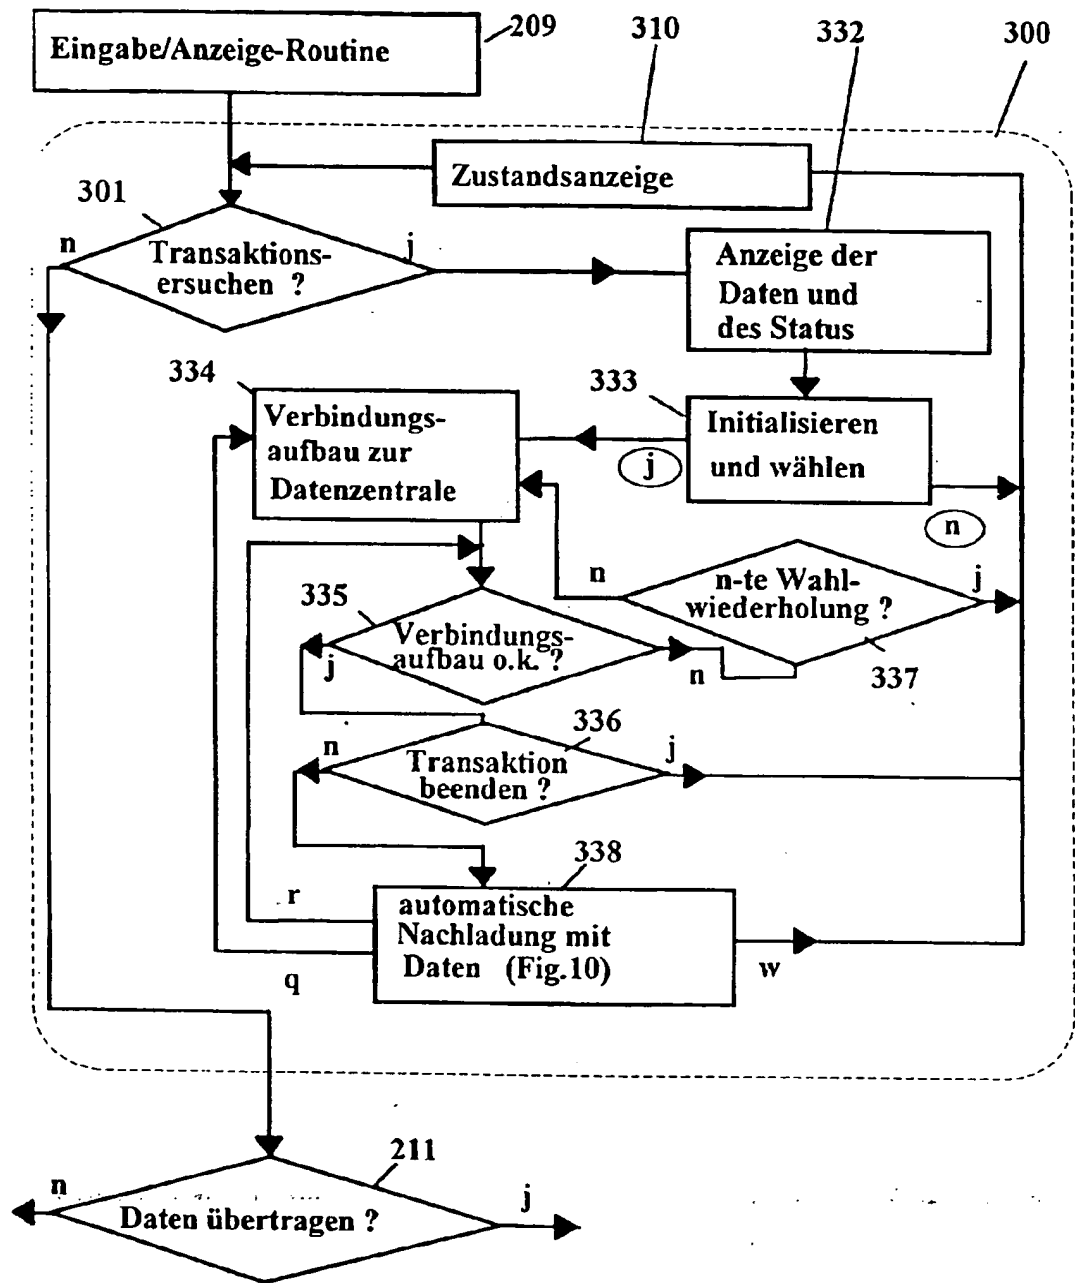 209
310
332
300
Eingabe/Anzeige-Routine
Zustandsanzeige
301
n
j
Transaktions-
ersuchen ?
Anzeige der
Daten und
des Status
334
333
Verbindungs-
aufbau zur
Datenzentrale
Initialisieren
und wählen
j
n
n
n-te Wahl-
wiederholung ?
j
335
Verbindungs-
aufbau o.k. ?
j
n
337
336
n
Transaktion
beenden ?
j
338
r
automatische
Nachladung mit
Daten (Fig.10)
q
w
211
n
j
Daten übertragen ?